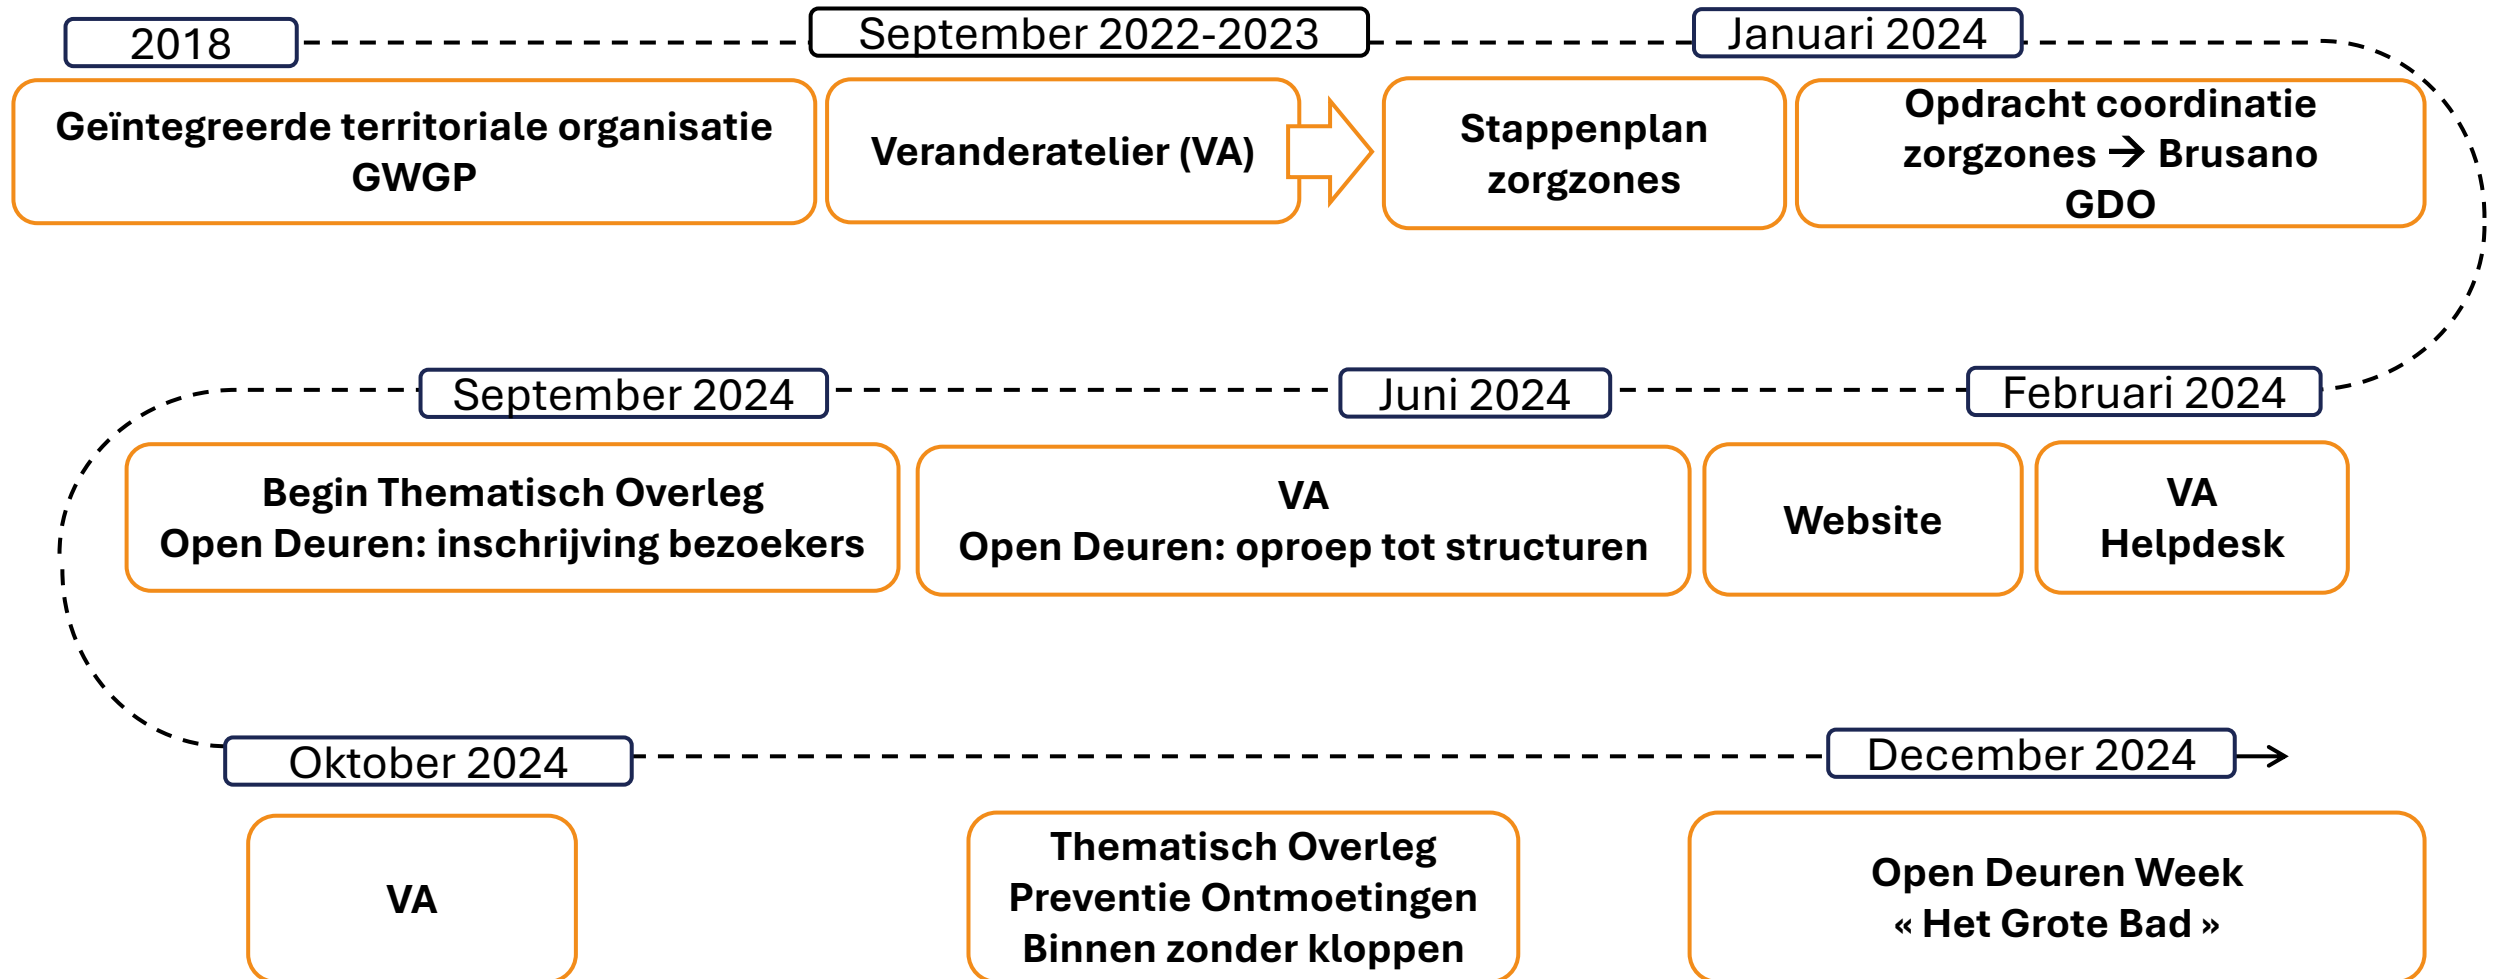 2018
September 2022-2023
Januari 2024
Geïntegreerde territoriale organisatie
GWGP
Veranderatelier (VA)
Stappenplan
zorgzones
Opdracht coordinatie
zorgzones → Brusano
GDO
Februari 2024
Juni 2024
September 2024
VA
Helpdesk
Website
VA
Open Deuren: oproep tot structuren
Begin Thematisch Overleg
Open Deuren: inschrijving bezoekers
Oktober 2024
December 2024
VA
Thematisch Overleg
Preventie Ontmoetingen
Binnen zonder kloppen
Open Deuren Week
« Het Grote Bad »